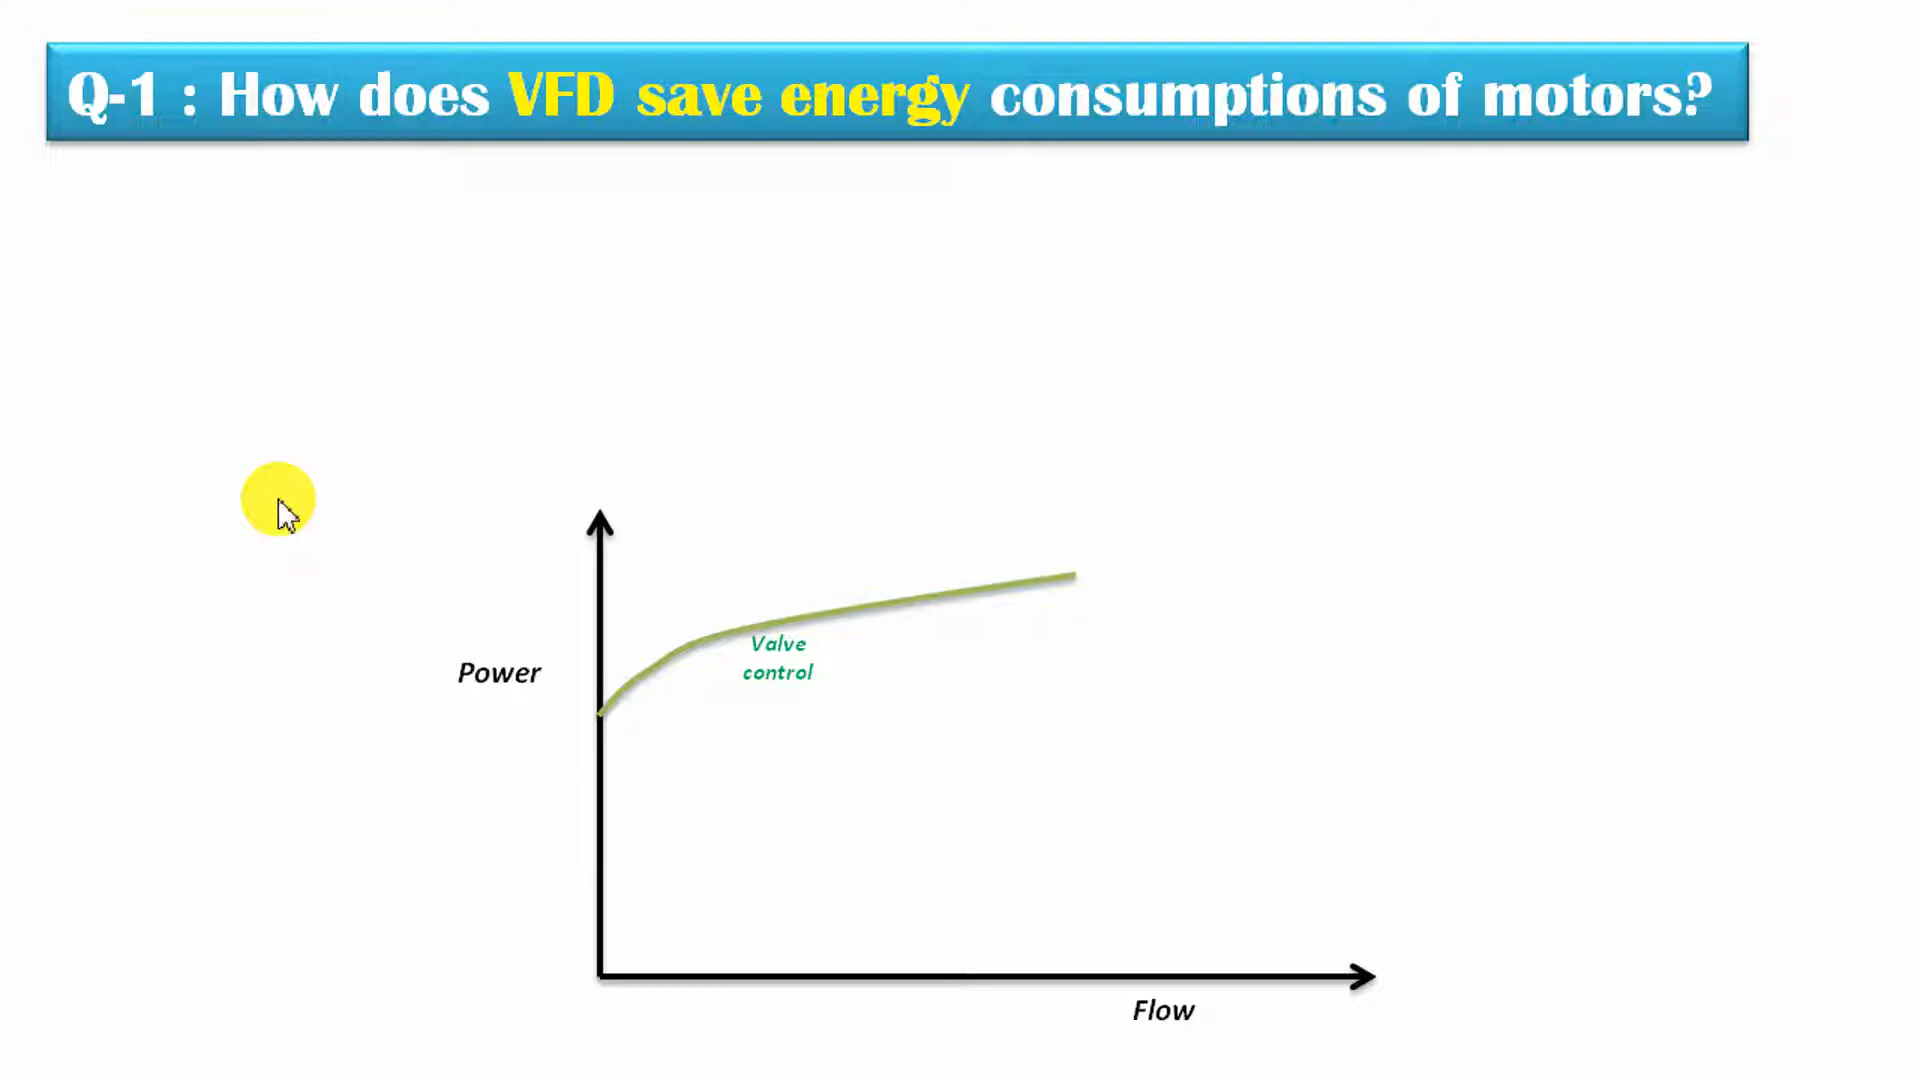 Q-1 : How does VFD save energy consumptions of motors?
Valve
control
Power
Flow